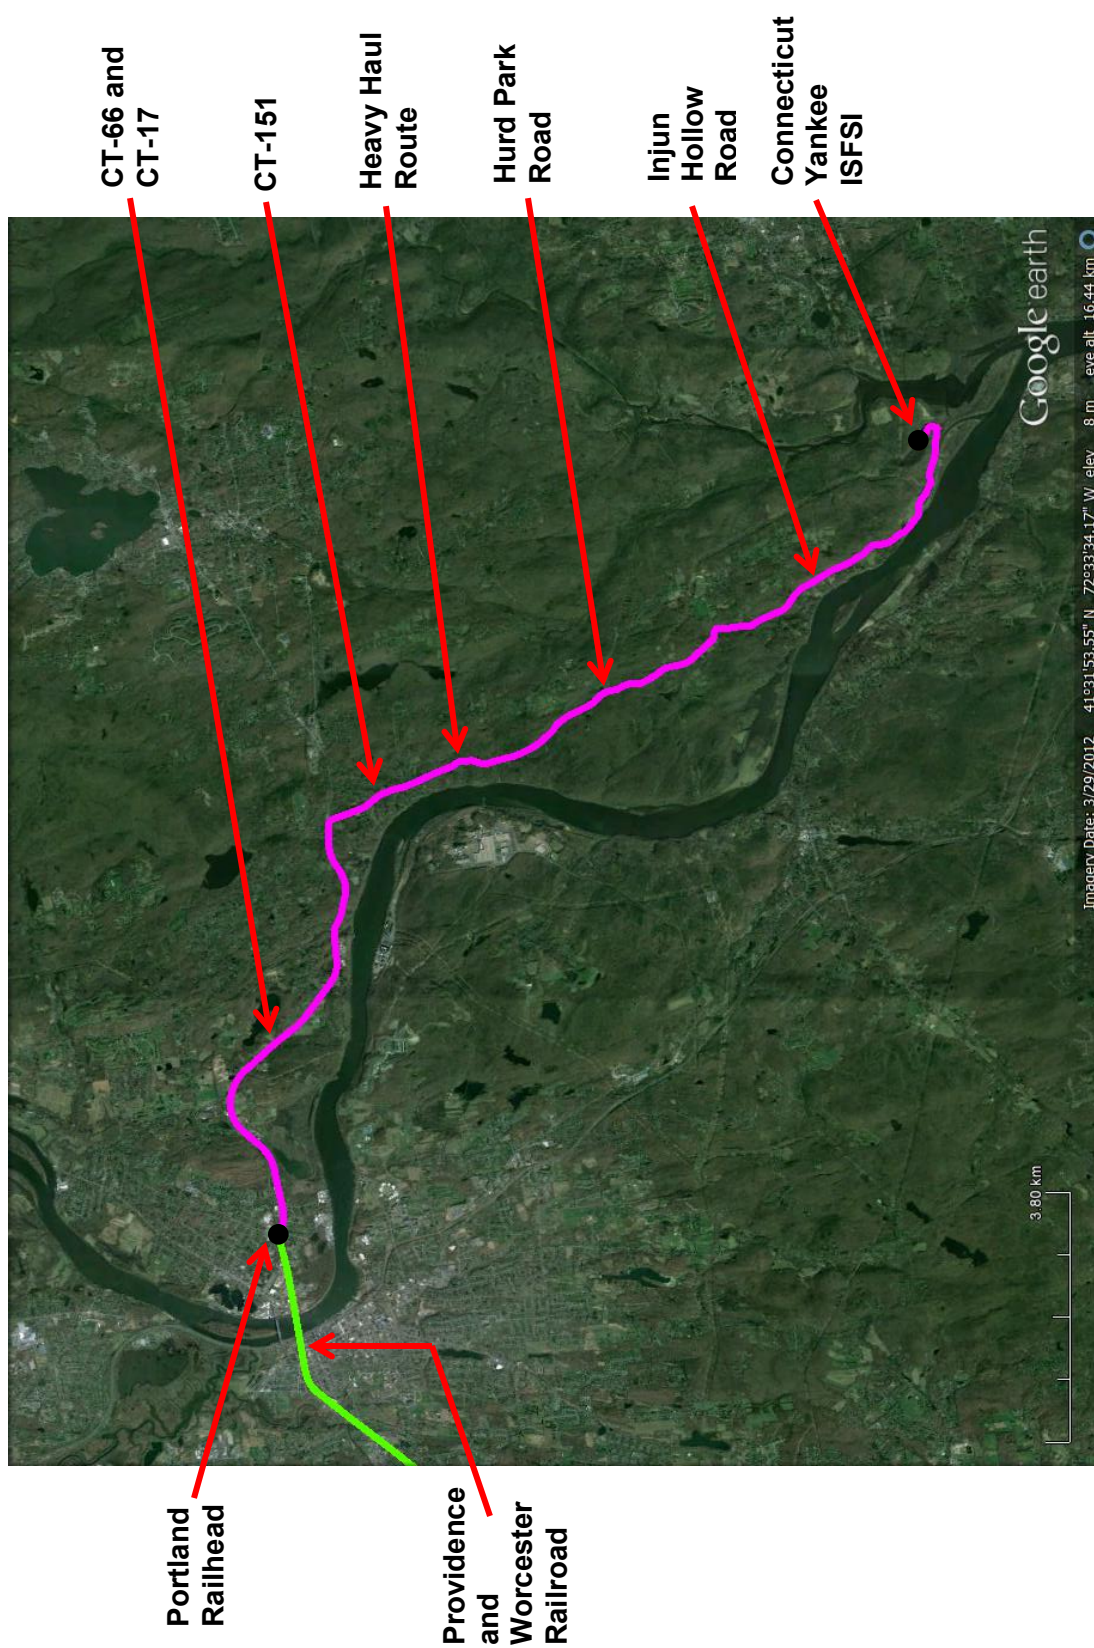 CT-66 and
CT-17
CT-151
Heavy Haul
Route
Hurd Park
Road
Injun
Hollow
Road
Connecticut
Yankee
ISFSI
Portland
Railhead
Providence
and
Worcester
Railroad
3.80 km
Google earth
Imagery Date: 3/29/2012 41°31'53.55" N 72°33'34.17" W elev 8 m eye alt 16.44 km